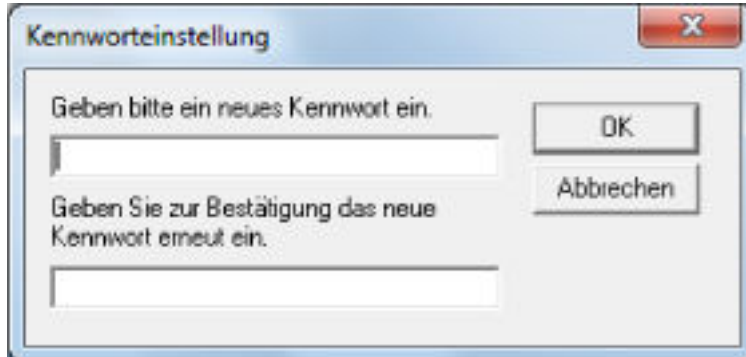 Kennworteinstellung
Geben bitte ein neues Kennwort ein.
OK
Abbrechen
Geben Sie zur Bestätigung das neue
Kennwort erneut ein.